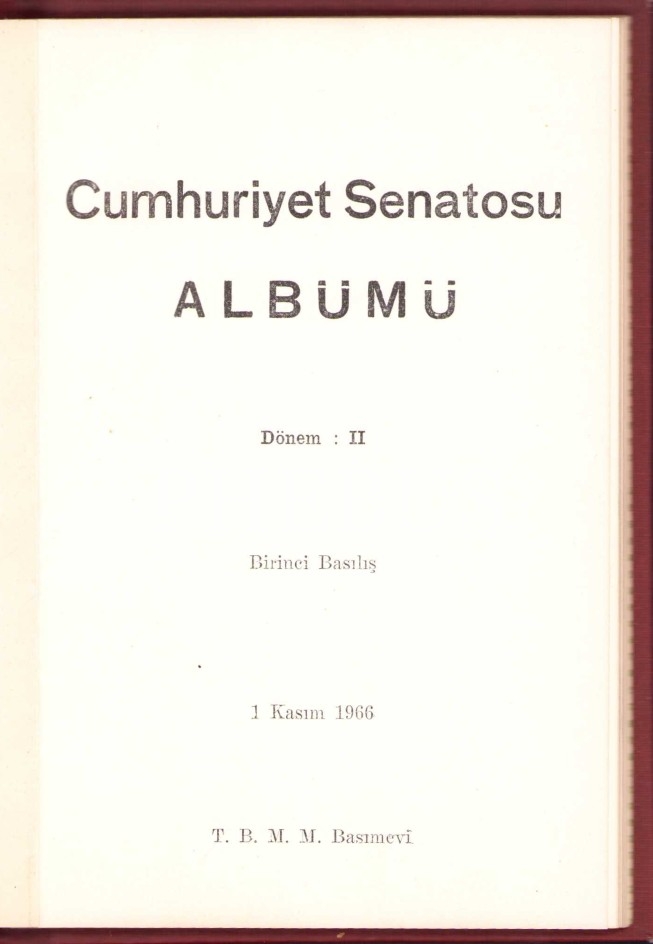 Cumhuriyet Senatosu
ALBÜMÜ
Dönem : II
Birinci Basılış
1 Kasım 1966
T. B. M. M. Basımevi